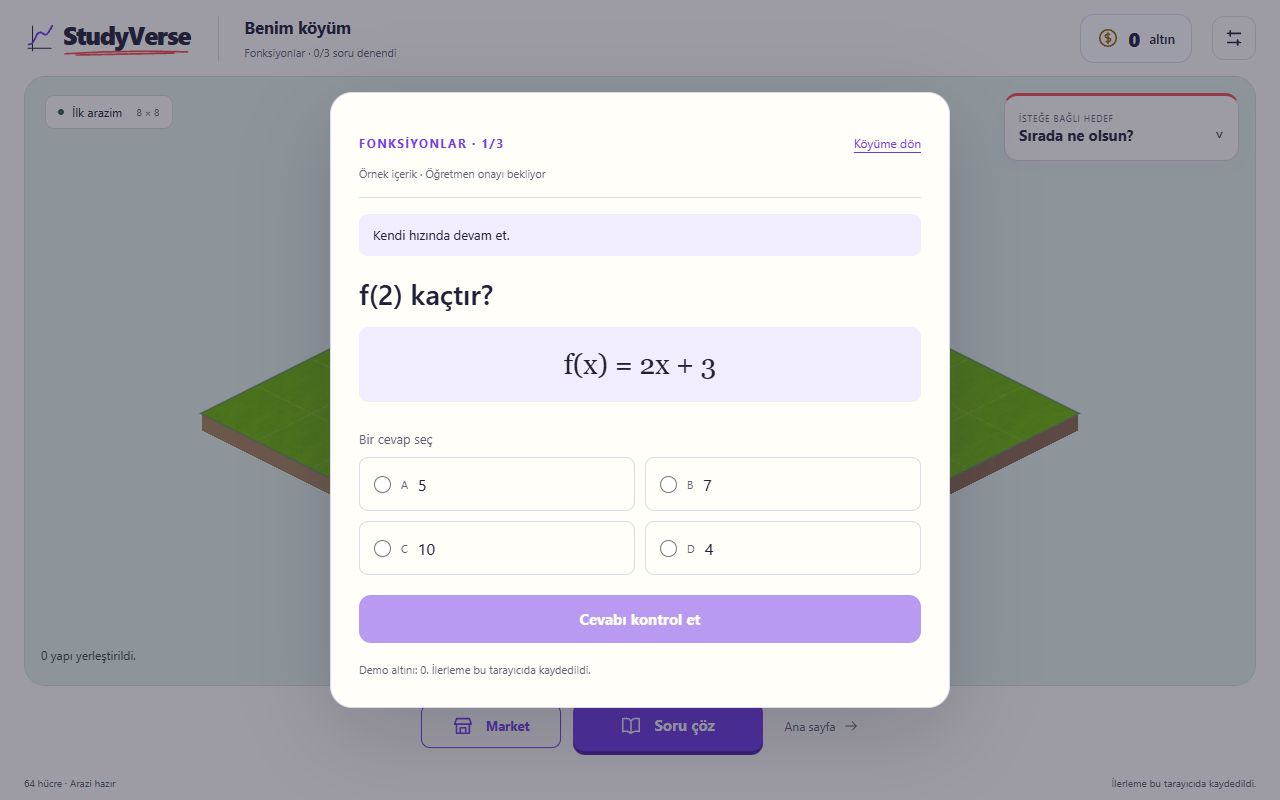 StudyVerse
Benim köyüm
Fonksiyonlar · 0/3 soru denendi
0 altın
İlk arazim 8 × 8
İSTEĞE BAĞLI HEDEF
Sırada ne olsun? v
FONKSİYONLAR · 1/3
Köyüme dön
Örnek içerik · Öğretmen onayı bekliyor
Kendi hızında devam et.
f(2) kaçtır?
f(x) = 2x + 3
Bir cevap seç
A 5
B 7
C 10
D 4
Cevabı kontrol et
Demo altını: 0. İlerleme bu tarayıcıda kaydedildi.
0 yapı yerleştirildi.
Market
Soru çöz
Ana sayfa →
64 hücre · Arazi hazır
İlerleme bu tarayıcıda kaydedildi.